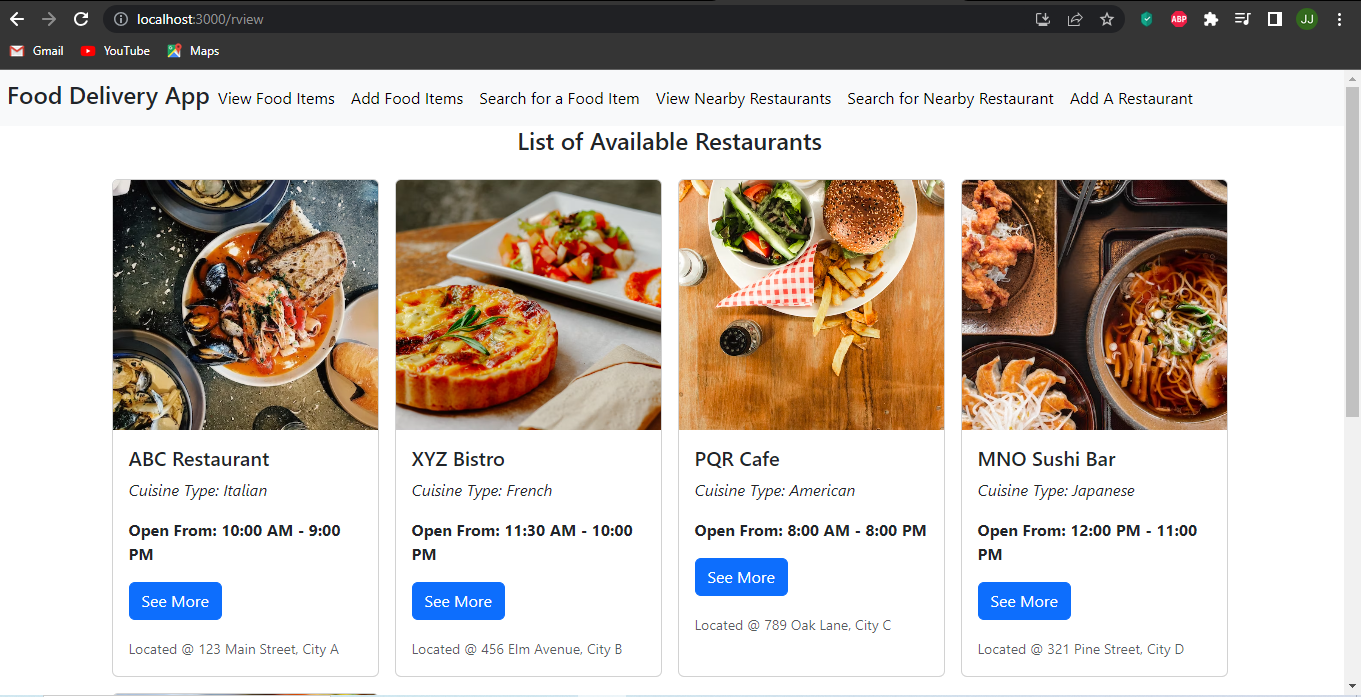 localhost:3000/rview
ABP
JJ
Gmail YouTube Maps
Food Delivery App View Food Items Add Food Items Search for a Food Item View Nearby Restaurants Search for Nearby Restaurant Add A Restaurant
List of Available Restaurants
ABC Restaurant
Cuisine Type: Italian
Open From: 10:00 AM - 9:00
PM
See More
Located @ 123 Main Street, City A
XYZ Bistro
Cuisine Type: French
Open From: 11:30 AM - 10:00
PM
See More
Located @ 456 Elm Avenue, City B
PQR Cafe
Cuisine Type: American
Open From: 8:00 AM - 8:00 PM
See More
Located @ 789 Oak Lane, City C
MNO Sushi Bar
Cuisine Type: Japanese
Open From: 12:00 PM - 11:00
PM
See More
Located @ 321 Pine Street, City D